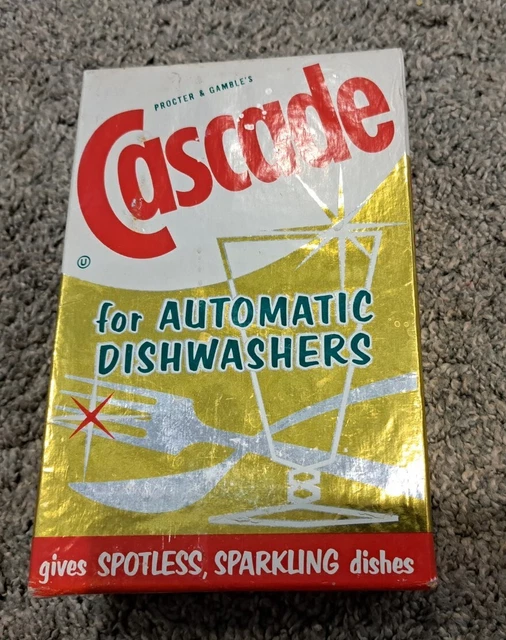 PROCTER & GAMBLE'S
Cascade
U
for AUTOMATIC
DISHWASHERS
gives SPOTLESS, SPARKLING dishes